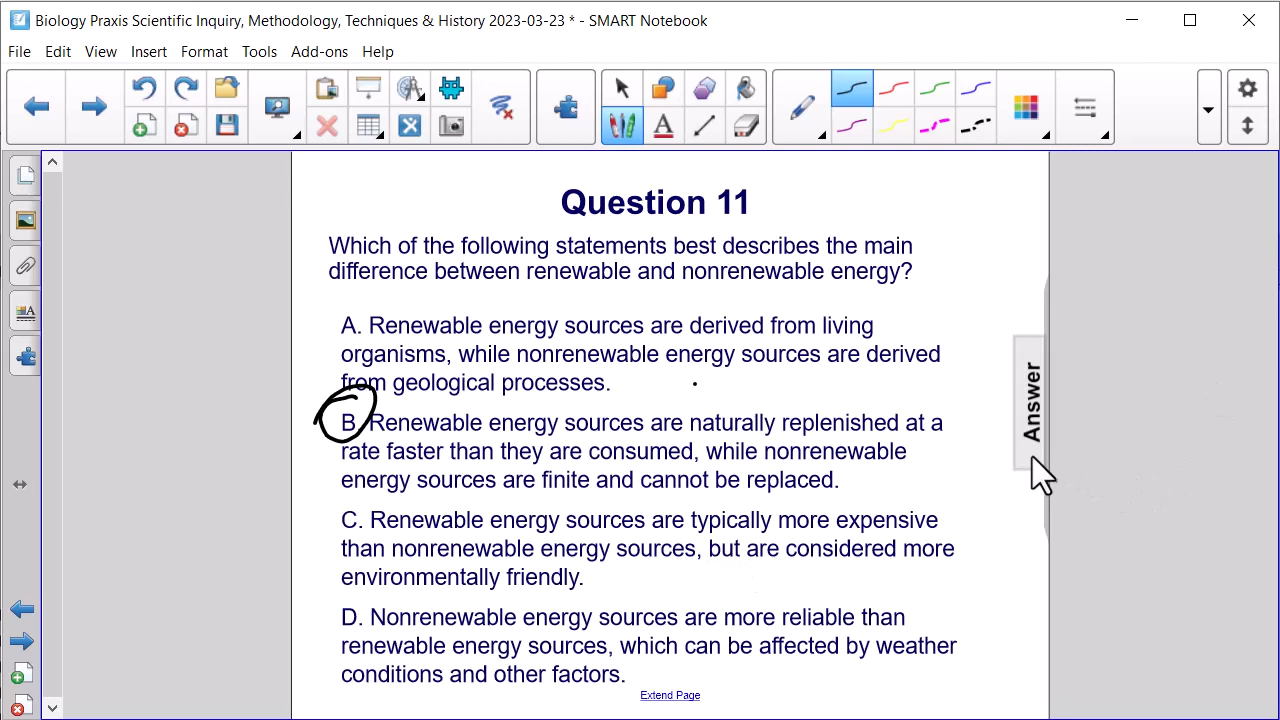 Biology Praxis Scientific Inquiry, Methodology, Techniques & History 2023-03-23 * - SMART Notebook
File Edit View Insert Format Tools Add-ons Help
Question 11
Which of the following statements best describes the main
difference between renewable and nonrenewable energy?
A. Renewable energy sources are derived from living
organisms, while nonrenewable energy sources are derived
from geological processes.
B. Renewable energy sources are naturally replenished at a
rate faster than they are consumed, while nonrenewable
energy sources are finite and cannot be replaced.
C. Renewable energy sources are typically more expensive
than nonrenewable energy sources, but are considered more
environmentally friendly.
D. Nonrenewable energy sources are more reliable than
renewable energy sources, which can be affected by weather
conditions and other factors.
Extend Page
Answer